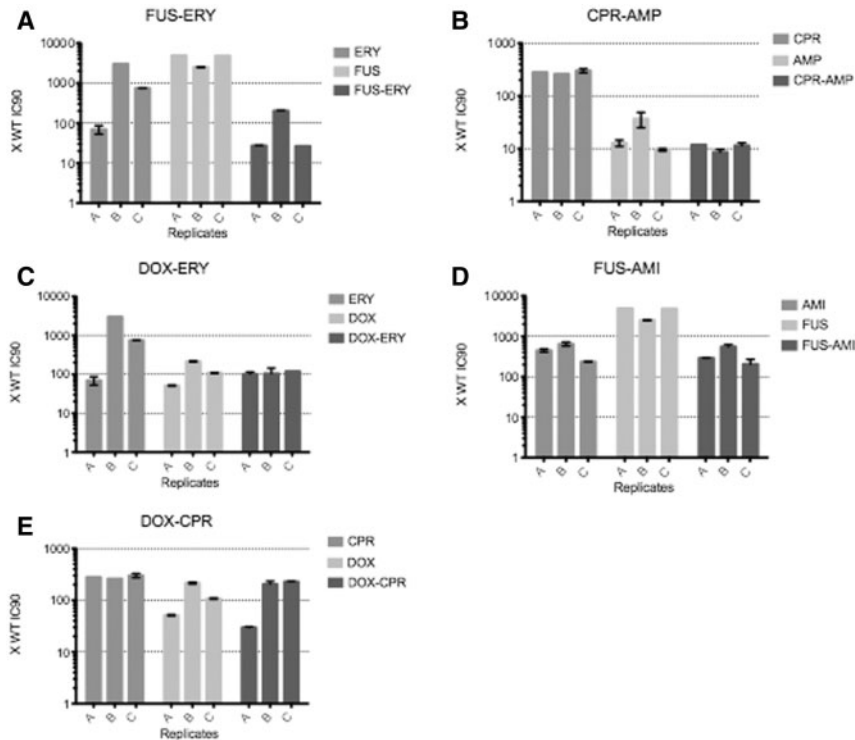 A
FUS-ERY
X WT IC90
10000
1000
100
10
1
A B C A B C A B C
Replicates
ERY
FUS
FUS-ERY
B
CPR-AMP
X WT IC90
1000
100
10
1
A B C A B C A B C
Replicates
CPR
AMP
CPR-AMP
C
DOX-ERY
X WT IC90
10000
1000
100
10
1
A B C A B C A B C
Replicates
ERY
DOX
DOX-ERY
D
FUS-AMI
X WT IC90
10000
1000
100
10
1
A B C A B C A B C
Replicates
AMI
FUS
FUS-AMI
E
DOX-CPR
X WT IC90
1000
100
10
1
A B C A B C A B C
Replicates
CPR
DOX
DOX-CPR